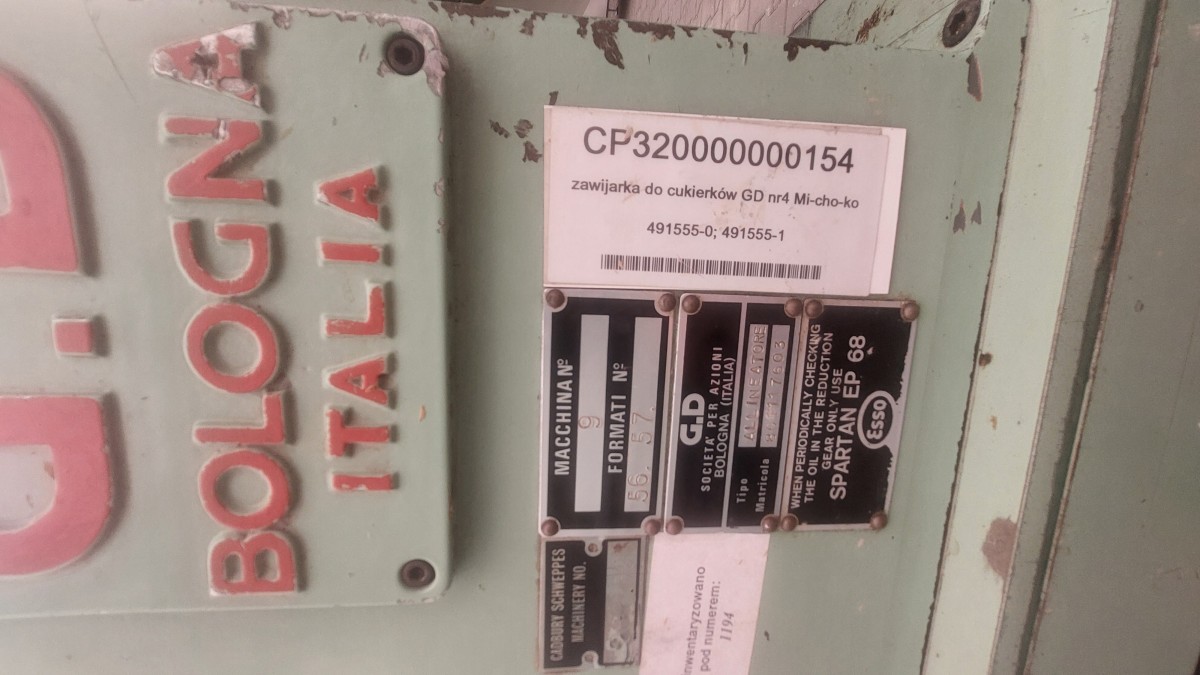 G.D
BOLOGNA
ITALIA
CP320000000154
zawijarka do cukierków GD nr4 Mi-cho-ko
491555-0; 491555-1
MACCHINA Nº
9
FORMATI Nº
56. 57.
G.D
SOCIETA' PER AZIONI
BOLOGNA (ITALIA)
Tipo ALLINEATORE
Matricola
WHEN PERIODICALLY CHECKING
THE OIL IN THE REDUCTION
GEAR ONLY USE
SPARTAN EP 68
ESSO
CADBURY SCHWEPPES
MACHINERY NO.
nwentaryzowano
pod numerem:
1194